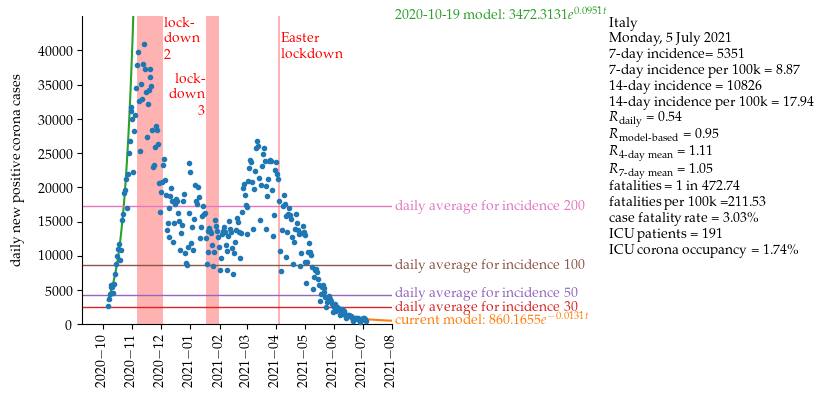 2020-10-19 model: 3472.3131e^0.0951t
lock-
down
2
lock-
down
3
Easter
lockdown
daily new positive corona cases
40000
35000
30000
25000
20000
15000
10000
5000
0
daily average for incidence 200
daily average for incidence 100
daily average for incidence 50
daily average for incidence 30
current model: 860.1655e^−0.0131t
2020−10
2020−11
2020−12
2021−01
2021−02
2021−03
2021−04
2021−05
2021−06
2021−07
2021−08
Italy
Monday, 5 July 2021
7-day incidence= 5351
7-day incidence per 100k = 8.87
14-day incidence = 10826
14-day incidence per 100k = 17.94
R_daily = 0.54
R_model-based = 0.95
R_4-day mean = 1.11
R_7-day mean = 1.05
fatalities = 1 in 472.74
fatalities per 100k =211.53
case fatality rate = 3.03%
ICU patients = 191
ICU corona occupancy = 1.74%